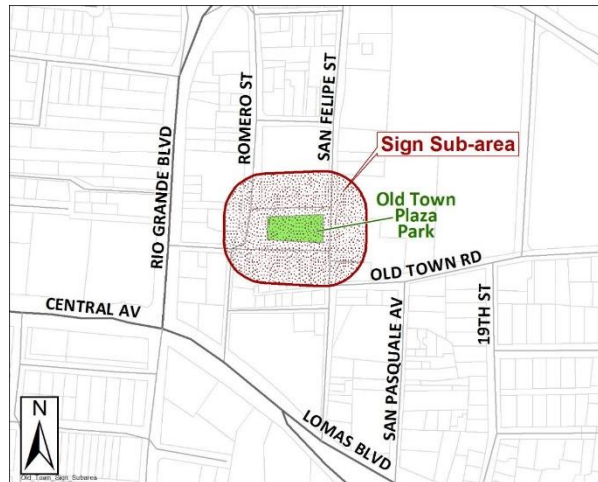 RIO GRANDE BLVD
ROMERO ST
SAN FELIPE ST
Sign Sub-area
Old Town
Plaza
Park
OLD TOWN RD
CENTRAL AV
SAN PASQUALE AV
19TH ST
LOMAS BLVD
N
Old_Town_Sign_Subareas